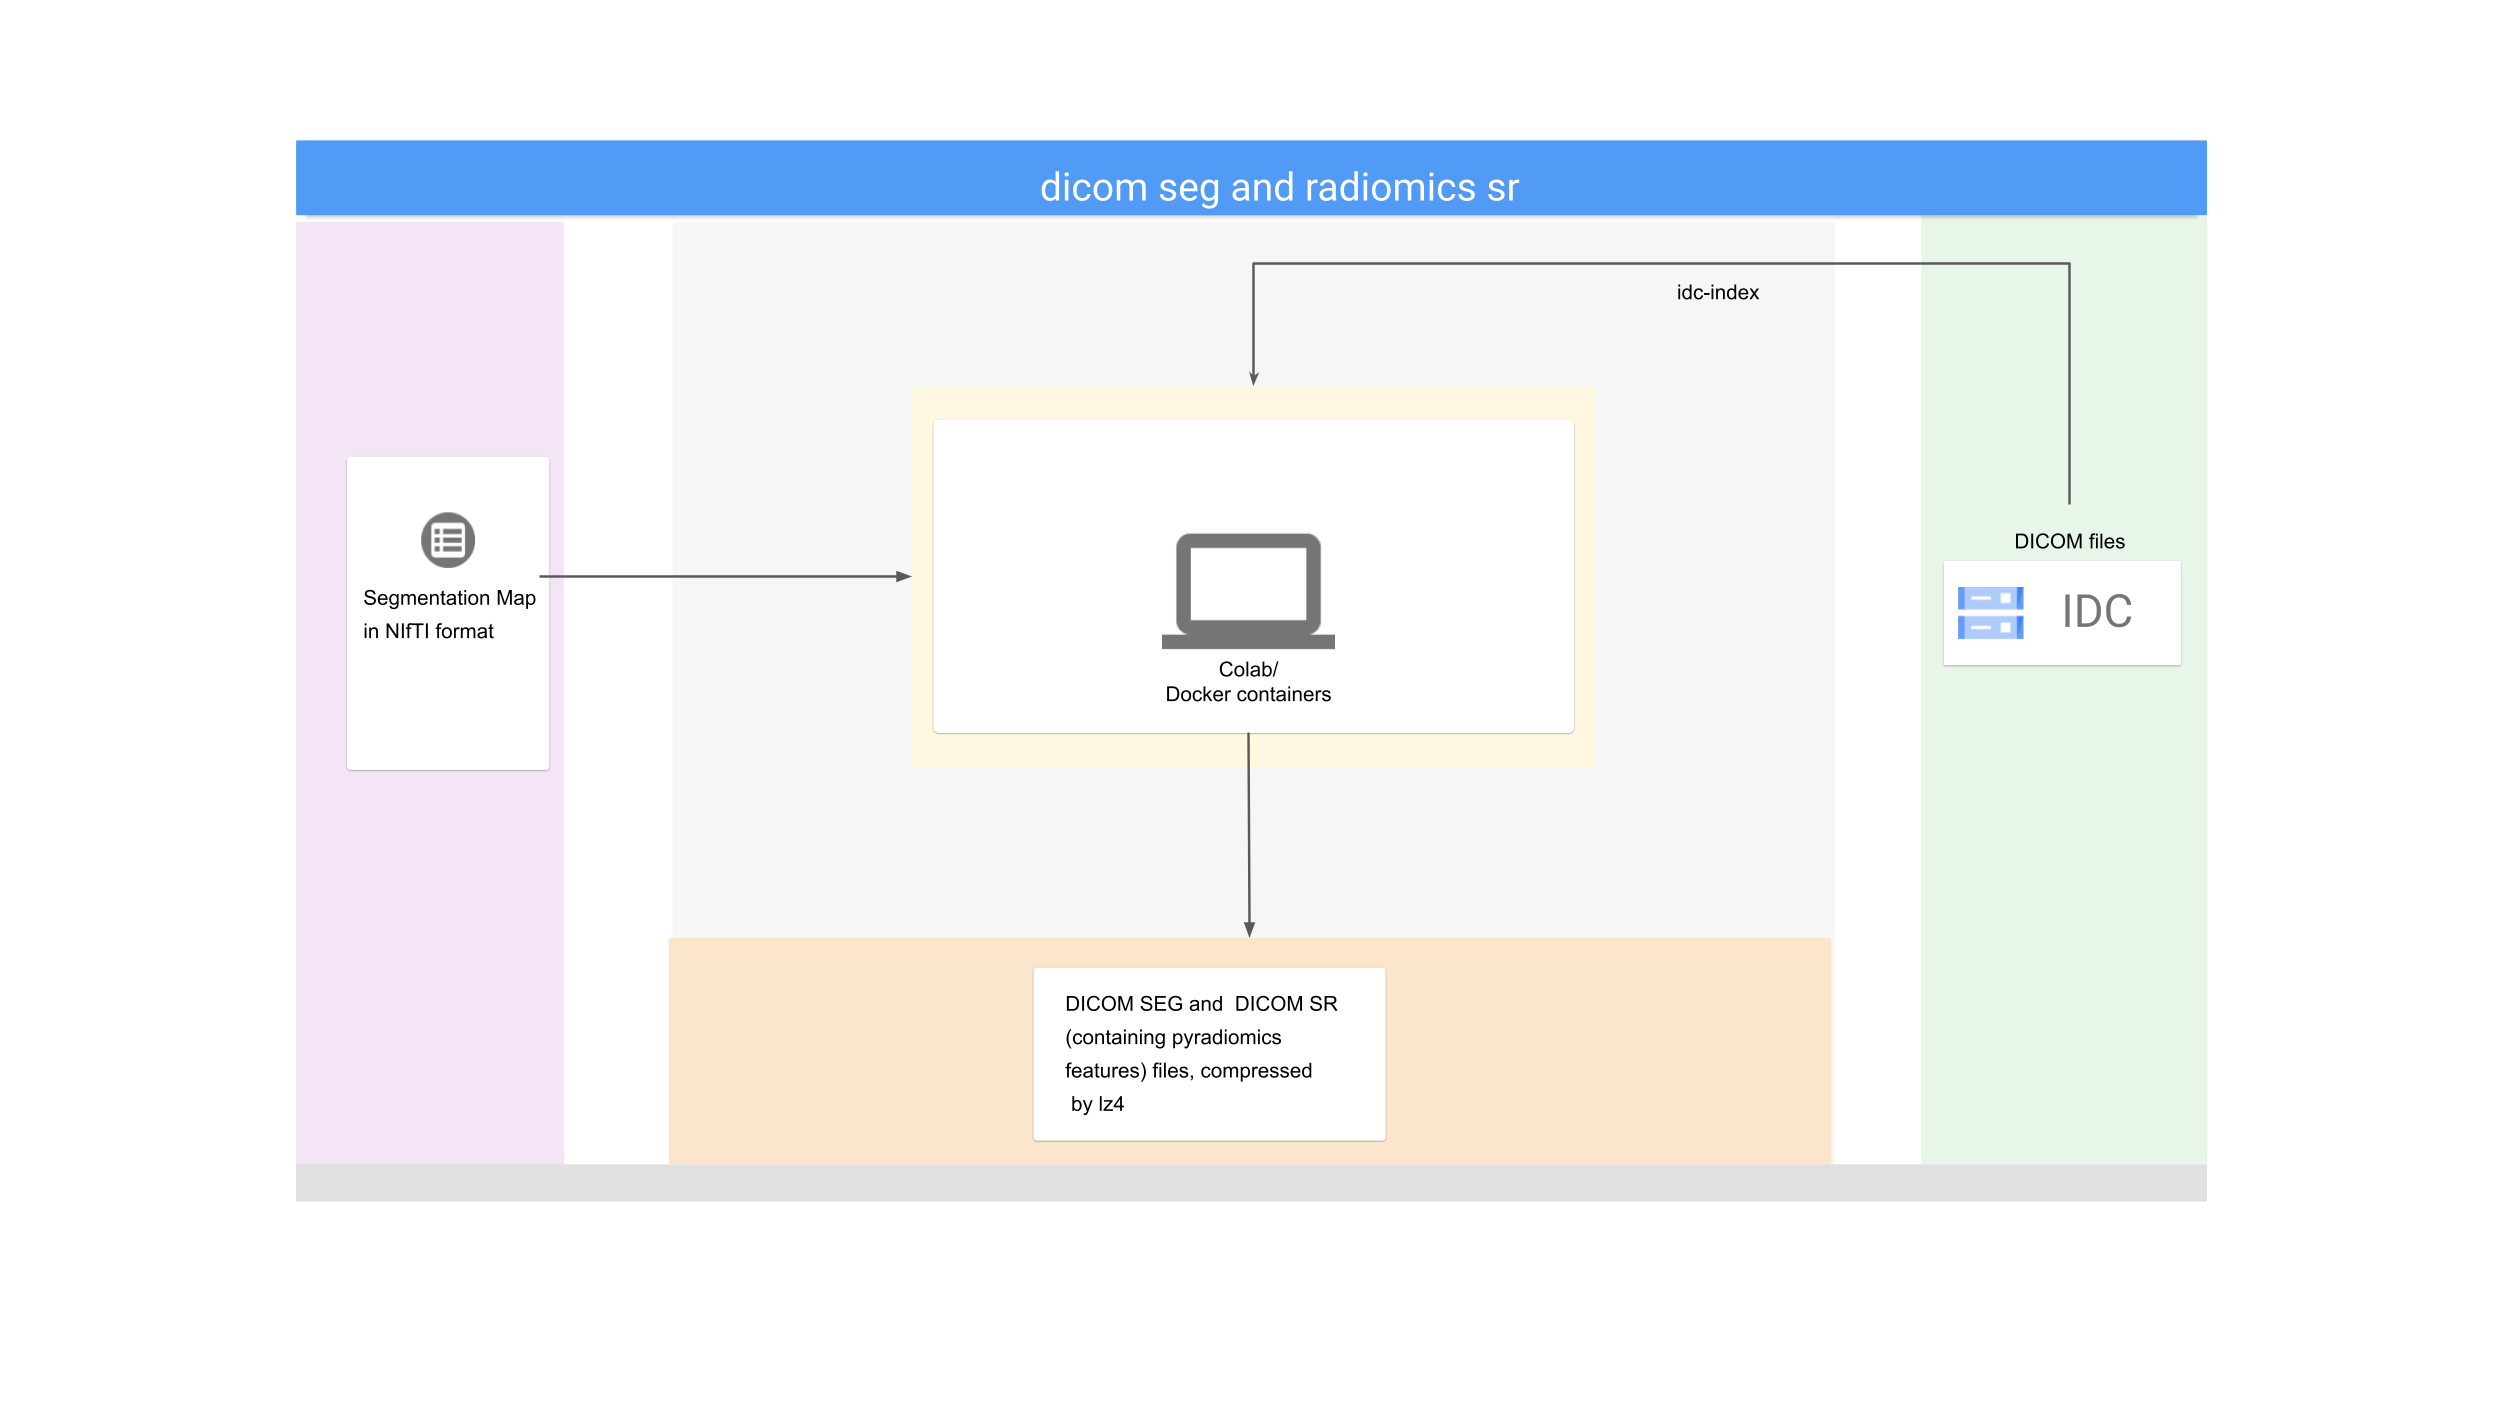 dicom seg and radiomics sr
idc-index
Segmentation Map
in NIfTI format
Colab/
Docker containers
DICOM files
IDC
DICOM SEG and DICOM SR
(containing pyradiomics
features) files, compressed
by lz4